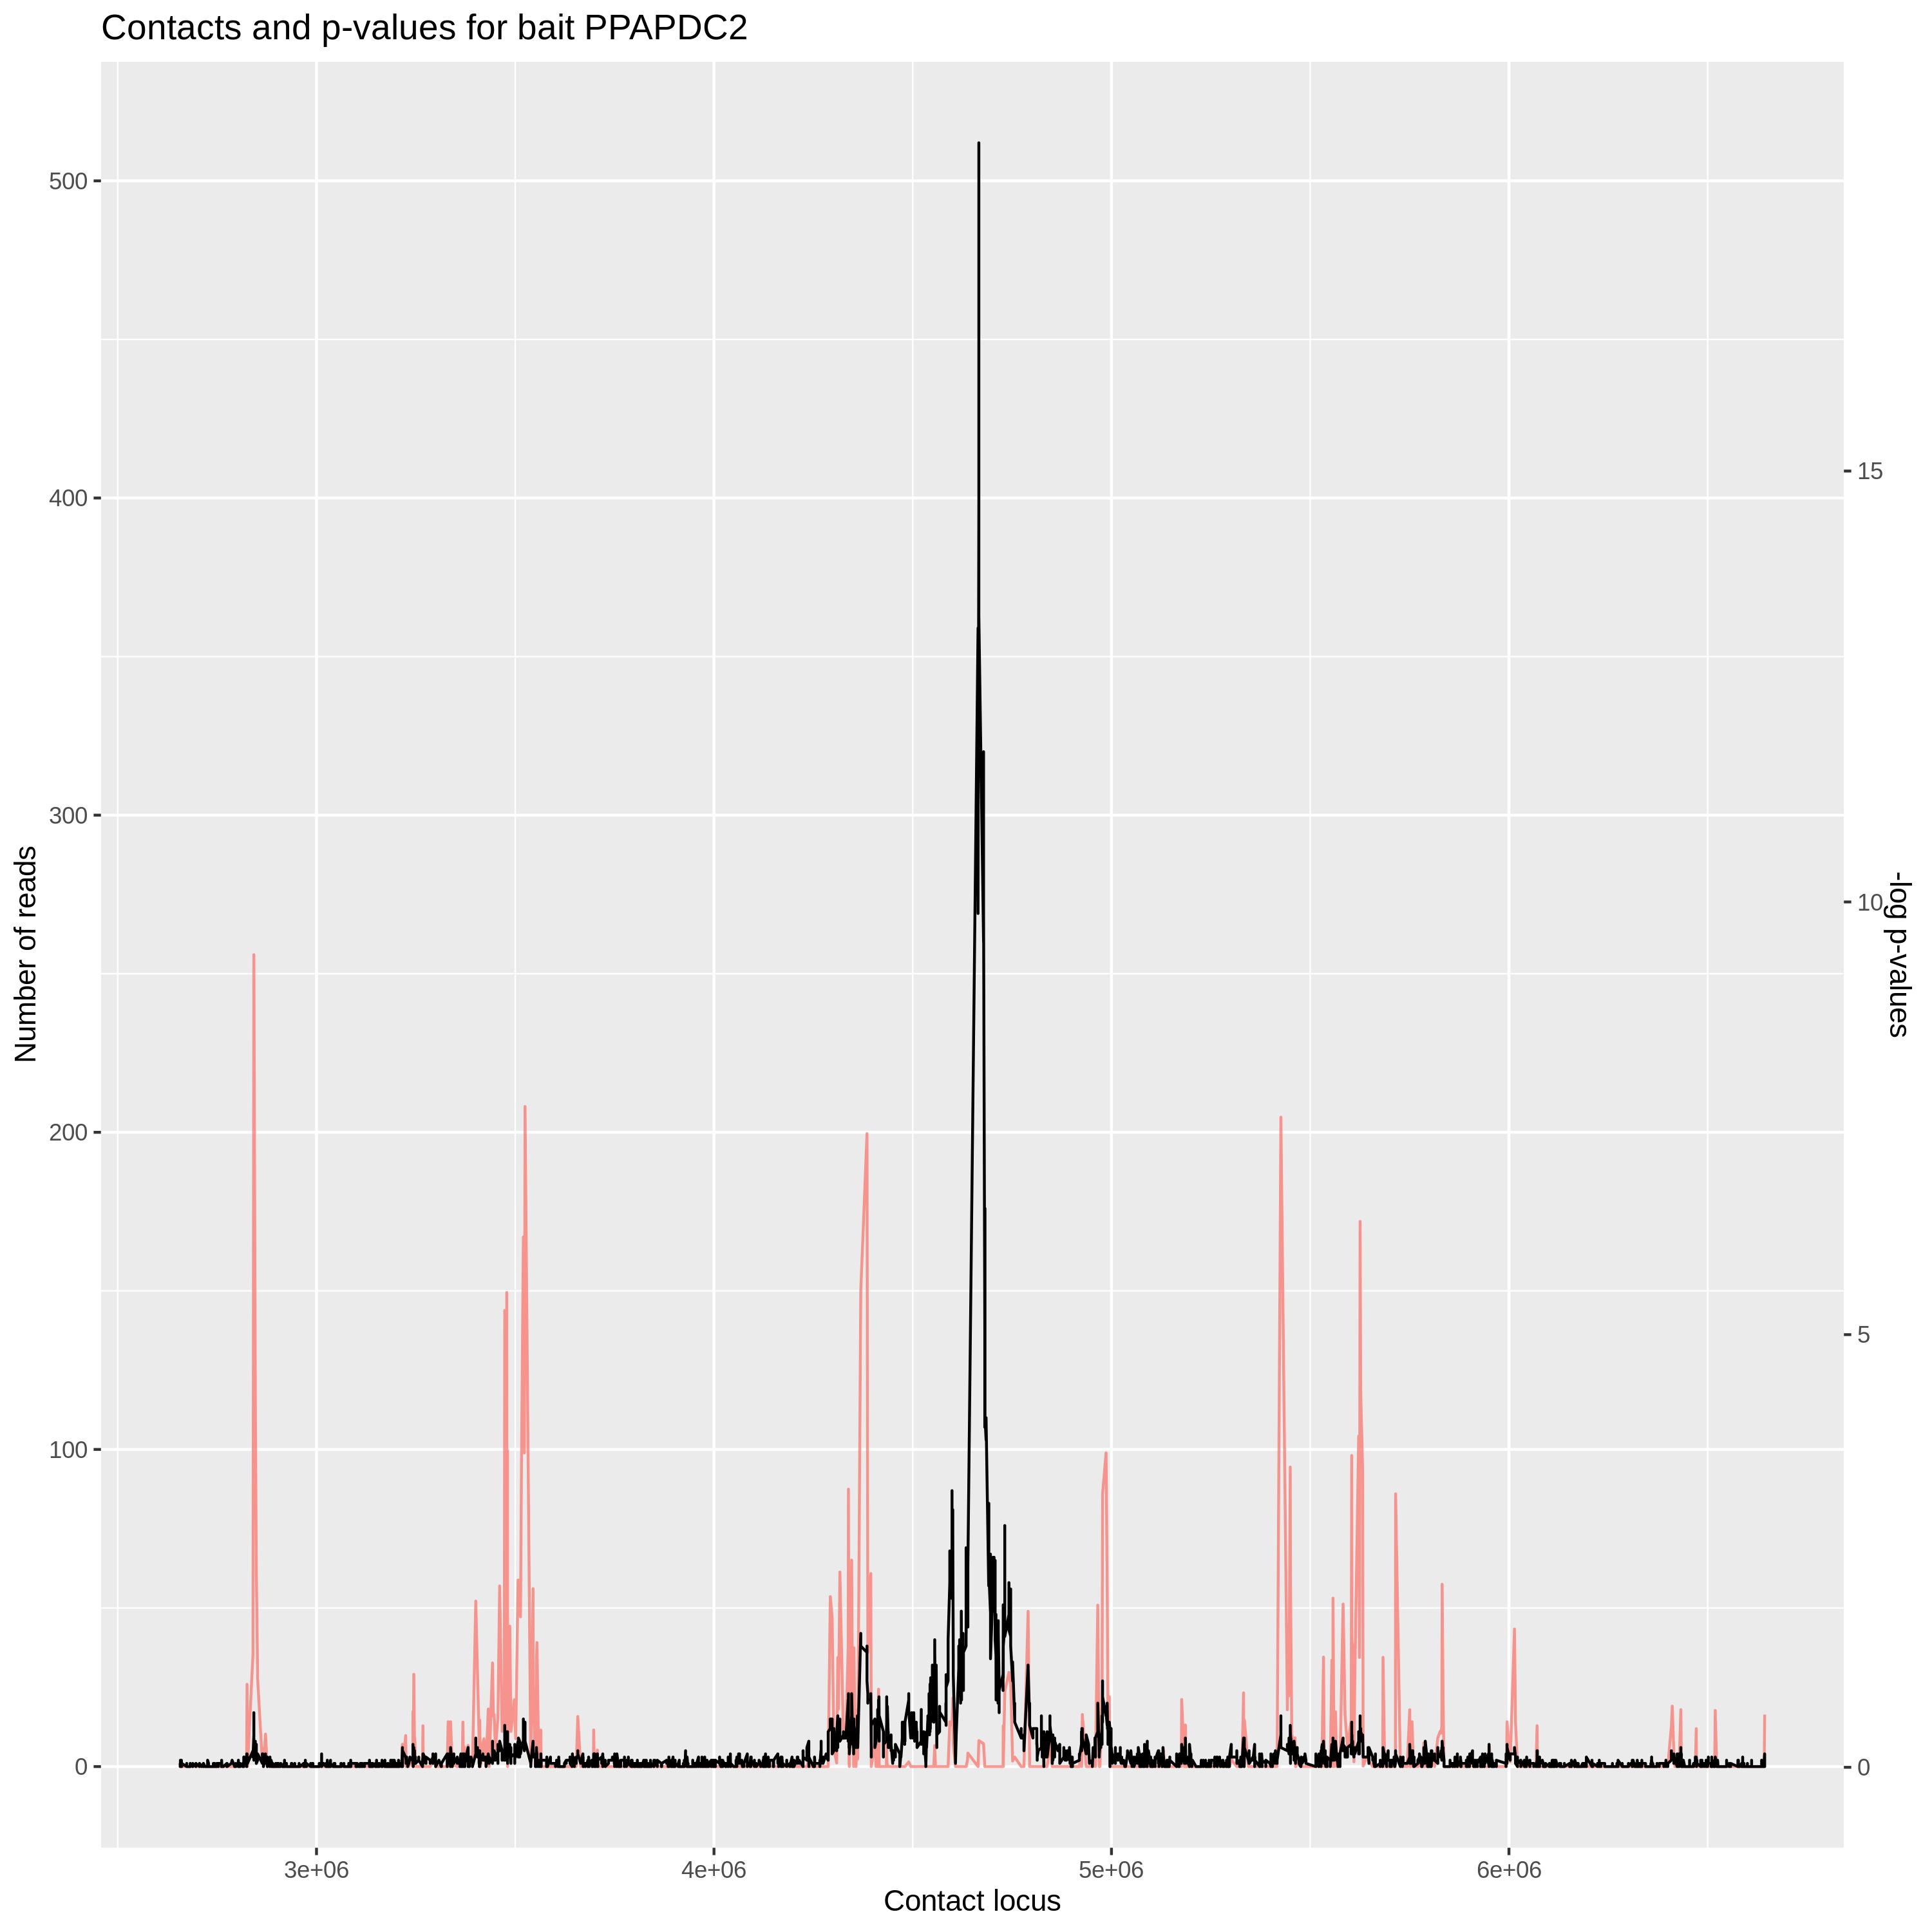 Contacts and p-values for bait PPAPDC2
Number of reads
500
400
300
200
100
0
15
10
5
0
-log p-values
3e+06
4e+06
5e+06
6e+06
Contact locus